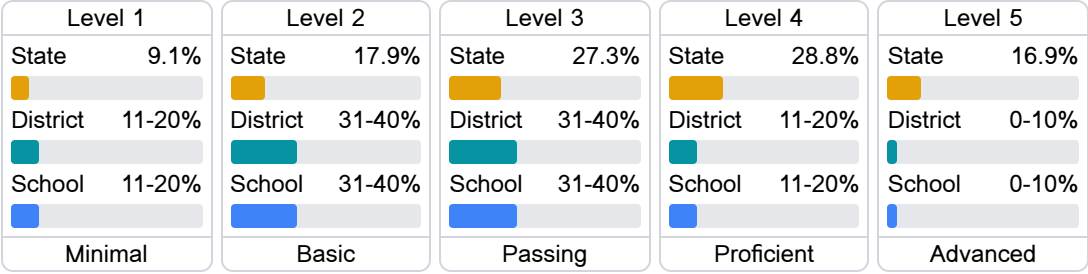 Level 1
State 9.1%
District 11-20%
School 11-20%
Minimal
Level 2
State 17.9%
District 31-40%
School 31-40%
Basic
Level 3
State 27.3%
District 31-40%
School 31-40%
Passing
Level 4
State 28.8%
District 11-20%
School 11-20%
Proficient
Level 5
State 16.9%
District 0-10%
School 0-10%
Advanced